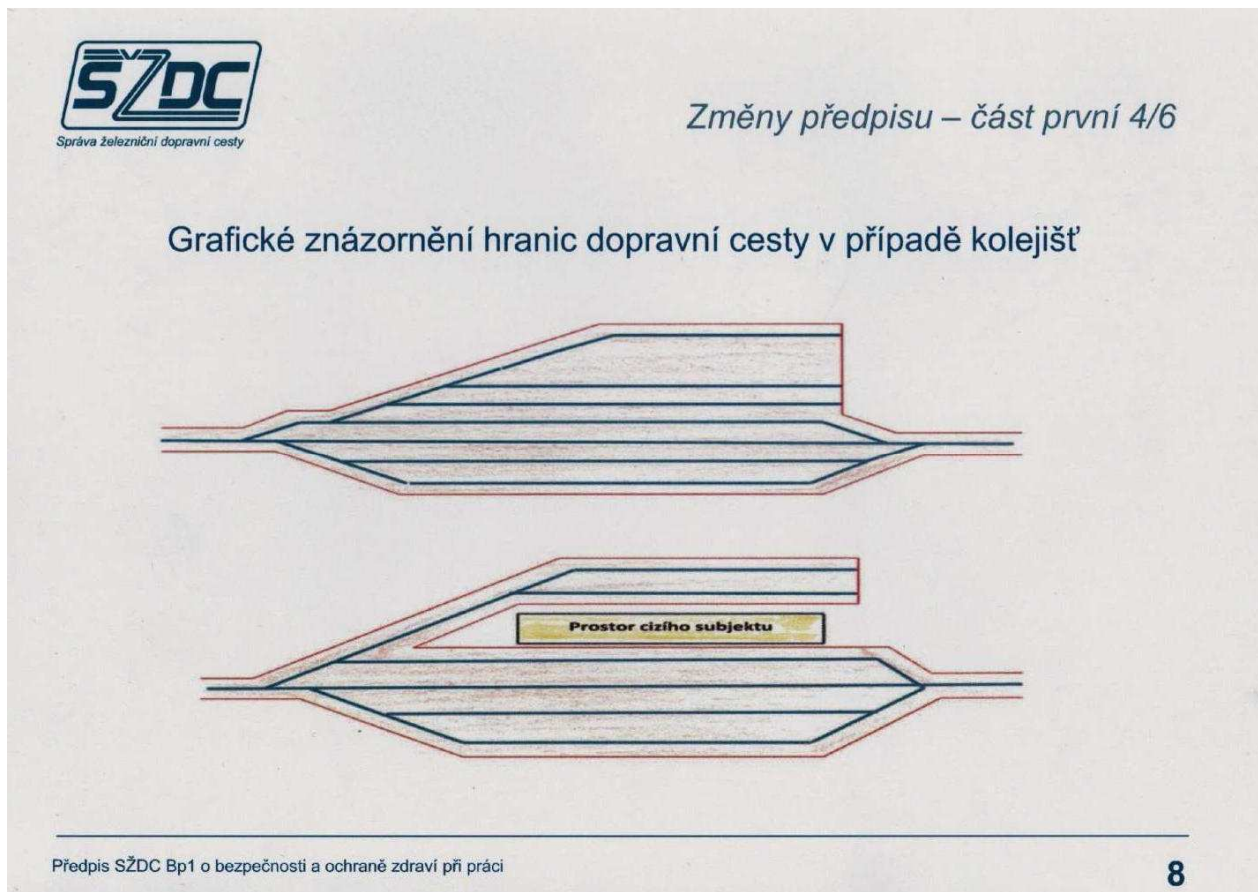 SŽDC
Správa železniční dopravní cesty
Změny předpisu – část první 4/6
Grafické znázornění hranic dopravní cesty v případě kolejišť
Prostor cizího subjektu
Předpis SŽDC Bp1 o bezpečnosti a ochraně zdraví při práci
8